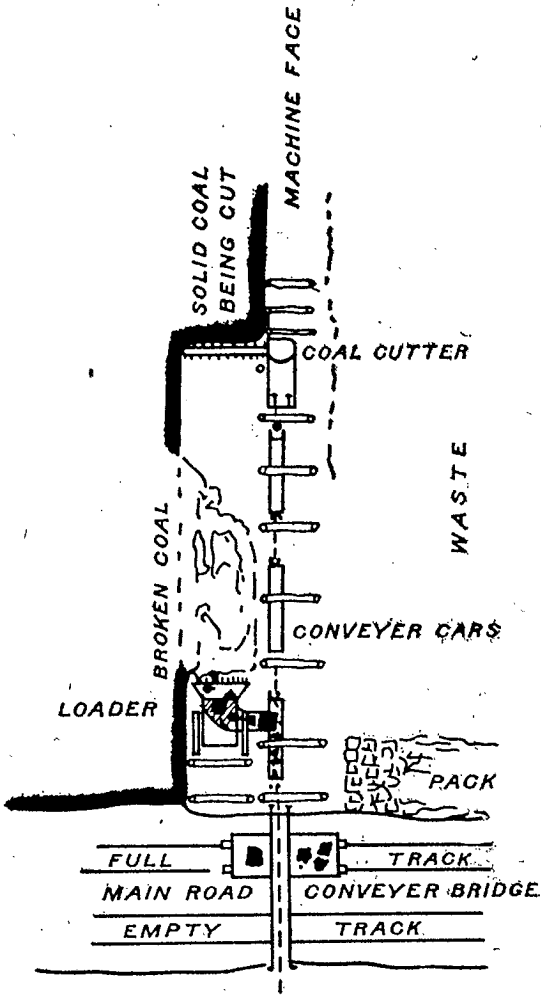 MACHINE FACE
SOLID COAL
BEING CUT
COAL CUTTER
WASTE
BROKEN COAL
CONVEYER CARS
LOADER
PACK
FULL TRACK
MAIN ROAD CONVEYER BRIDGE
EMPTY TRACK